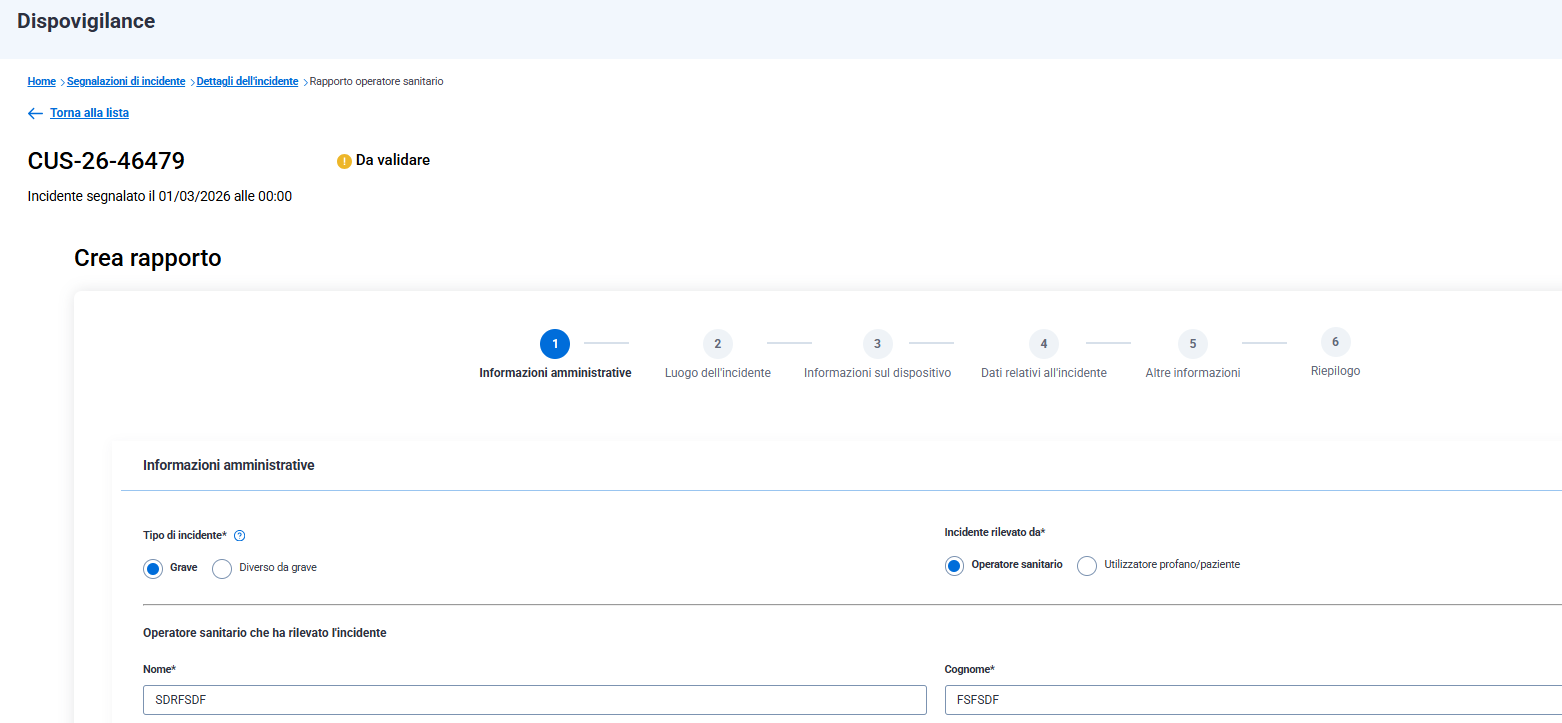 Dispovigilance
Home > Segnalazioni di incidente > Dettagli dell'incidente > Rapporto operatore sanitario
← Torna alla lista
CUS-26-46479
! Da validare
Incidente segnalato il 01/03/2026 alle 00:00
Crea rapporto
1 2 3 4 5 6
Informazioni amministrative Luogo dell'incidente Informazioni sul dispositivo Dati relativi all'incidente Altre informazioni Riepilogo
Informazioni amministrative
Tipo di incidente* ? Incidente rilevato da*
Grave Diverso da grave Operatore sanitario Utilizzatore profano/paziente
Operatore sanitario che ha rilevato l'incidente
Nome* Cognome*
SDRFSDF FSFSDF